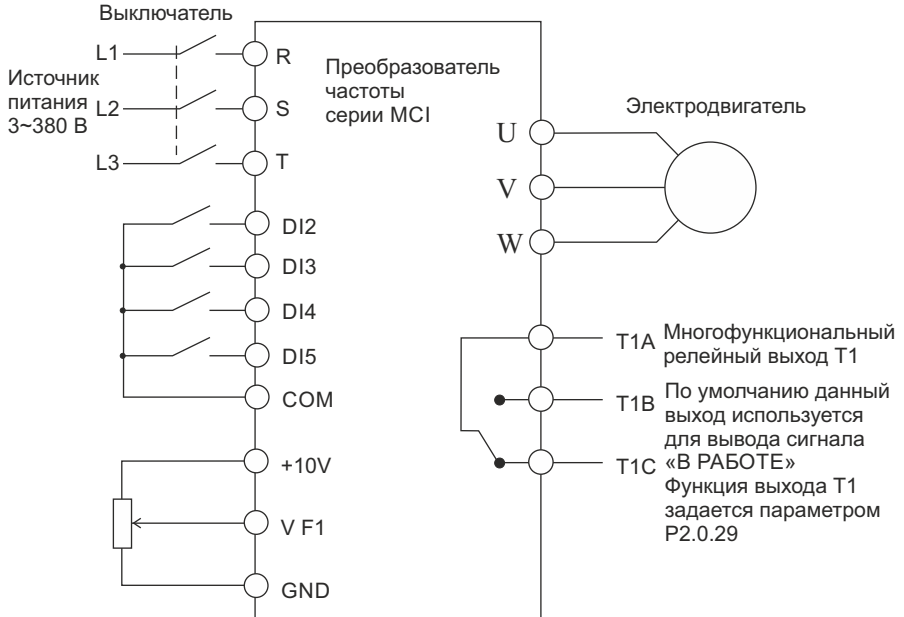 Выключатель
L1
R
Источник
питания
3~380 В
L2
S
L3
T
Преобразователь
частоты
серии MCI
Электродвигатель
U
V
W
DI2
DI3
DI4
DI5
COM
+10V
V F1
GND
T1A
Многофункциональный
релейный выход T1
T1B
По умолчанию данный
выход используется
для вывода сигнала
T1C
«В РАБОТЕ»
Функция выхода T1
задается параметром
P2.0.29